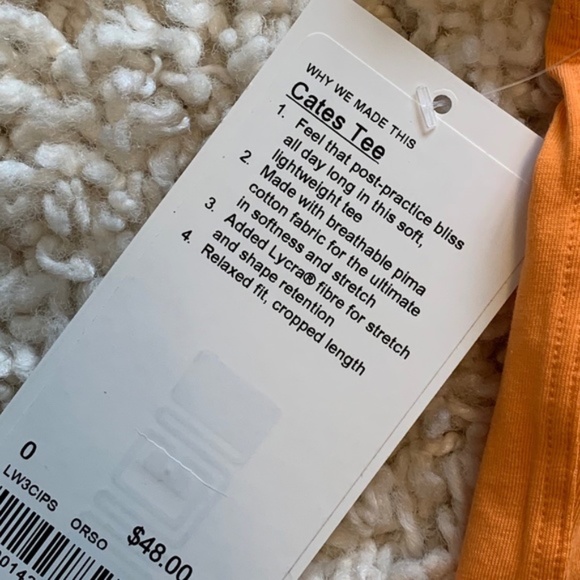 WHY WE MADE THIS
Cates Tee
1. Feel that post-practice bliss
all day long in this soft,
lightweight tee
2. Made with breathable pima
cotton fabric for the ultimate
in softness and stretch
3. Added Lycra® fibre for stretch
and shape retention
4. Relaxed fit, cropped length
0
LW3CIPS ORSO
$48.00